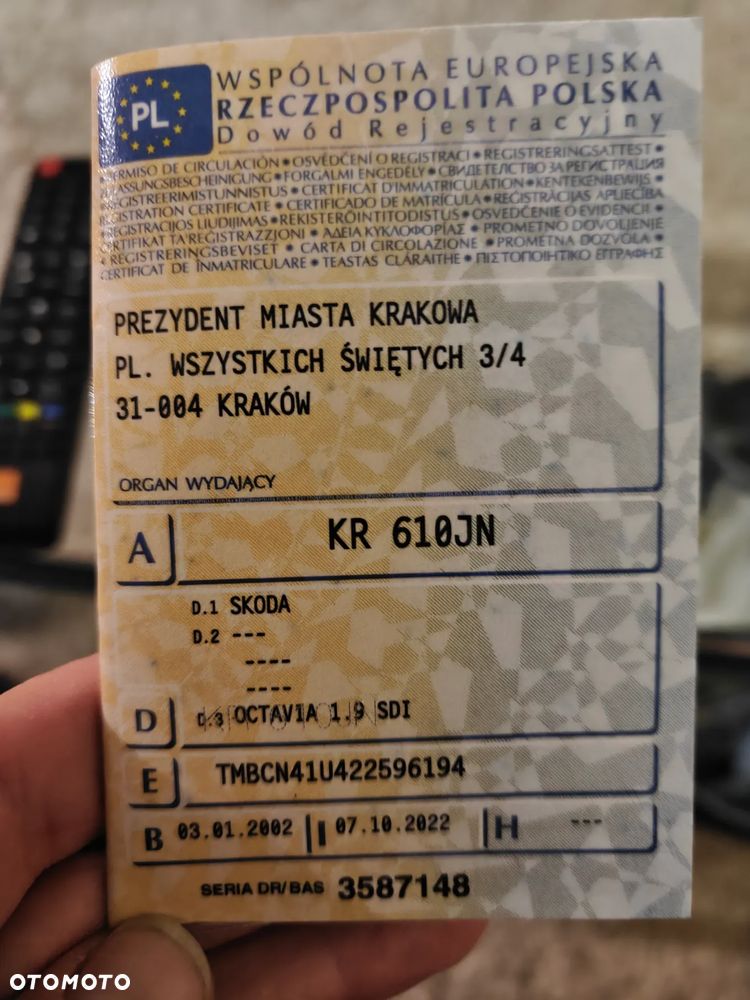 PL
WSPÓLNOTA EUROPEJSKA
RZECZPOSPOLITA POLSKA
Dowód Rejestracyjny
PERMISO DE CIRCULACIÓN • OSVĚDČENÍ O REGISTRACI • REGISTRERINGSATTEST •
ZULASSUNGSBESCHEINIGUNG • FORGALMI ENGEDÉLY • СВИДЕТЕЛСТВО ЗА РЕГИСТРАЦИЯ
REGISTREERIMISTUNNISTUS • CERTIFICAT D'IMMATRICULATION • KENTEKENBEWIJS •
REGISTRATION CERTIFICATE • CERTIFICADO DE MATRÍCULA • REĢISTRĀCIJAS APLIECĪBA
REGISTRACIJOS LIUDIJIMAS • REKISTERÖINTITODISTUS • OSVEDČENIE O EVIDENCII •
ĊERTIFIKAT TA' REĠISTRAZZJONI • ΑΔΕΙΑ ΚΥΚΛΟΦΟΡΙΑΣ • PROMETNO DOVOLJENJE
• REGISTRERINGSBEVISET • CARTA DI CIRCOLAZIONE • PROMETNA DOZVOLA •
CERTIFICAT DE ÎNMATRICULARE • TEASTAS CLÁRAITHE • ΠΙΣΤΟΠΟΙΗΤΙΚΟ ΕΓΓΡΑΦΗΣ
PREZYDENT MIASTA KRAKOWA
PL. WSZYSTKICH ŚWIĘTYCH 3/4
31-004 KRAKÓW
ORGAN WYDAJĄCY
A KR 610JN
D.1 SKODA
D.2 ---
----
----
D D.3 OCTAVIA 1.9 SDI
E TMBCN41U422596194
B 03.01.2002 I 07.10.2022 H ---
SERIA DR/BAS 3587148
OTOMOTO